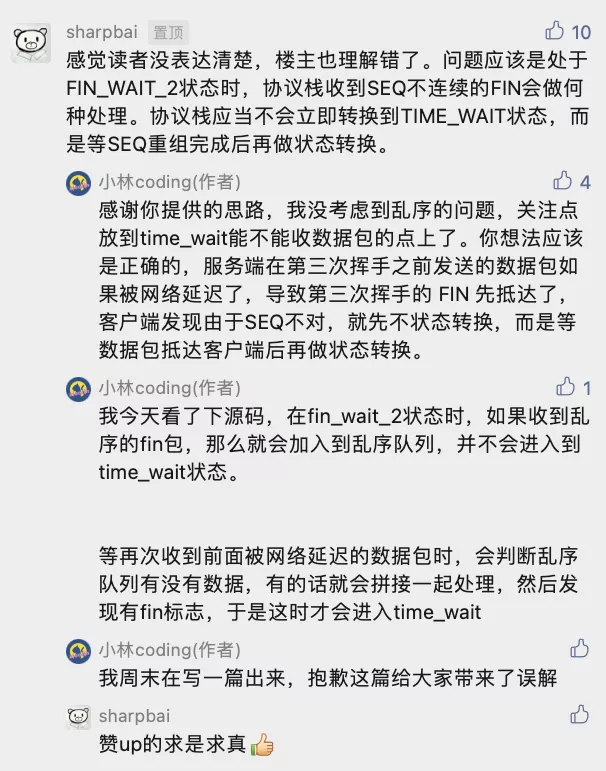 sharpbai 置顶 10
感觉读者没表达清楚，楼主也理解错了。问题应该是处于
FIN_WAIT_2状态时，协议栈收到SEQ不连续的FIN会做何
种处理。协议栈应当不会立即转换到TIME_WAIT状态，而
是等SEQ重组完成后再做状态转换。
小林coding(作者) 4
感谢你提供的思路，我没考虑到乱序的问题，关注点
放到time_wait能不能收数据包的点上了。你想法应该
是正确的，服务端在第三次挥手之前发送的数据包如
果被网络延迟了，导致第三次挥手的 FIN 先抵达了，
客户端发现由于SEQ不对，就先不状态转换，而是等
数据包抵达客户端后再做状态转换。
小林coding(作者) 1
我今天看了下源码，在fin_wait_2状态时，如果收到乱
序的fin包，那么就会加入到乱序队列，并不会进入到
time_wait状态。
等再次收到前面被网络延迟的数据包时，会判断乱序
队列有没有数据，有的话就会拼接一起处理，然后发
现有fin标志，于是这时才会进入time_wait
小林coding(作者)
我周末在写一篇出来，抱歉这篇给大家带来了误解
sharpbai
赞up的求是求真👍